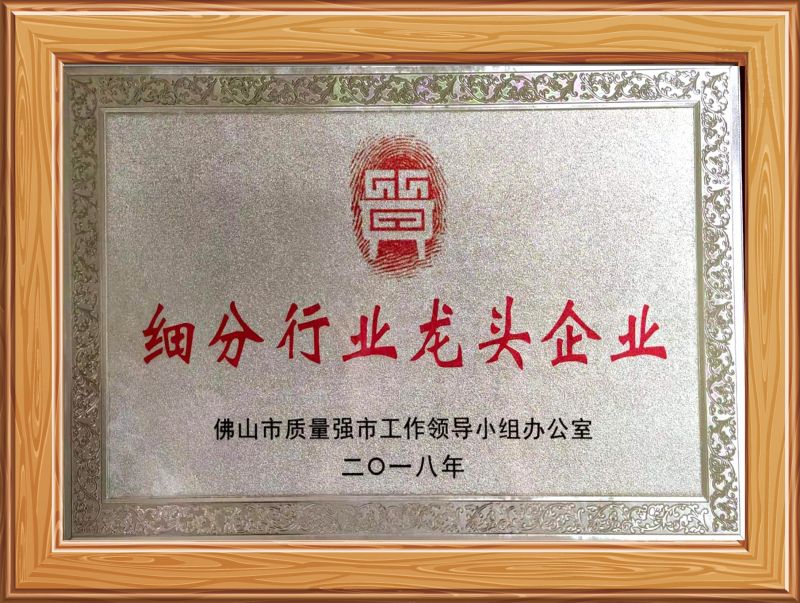 質
细分行业龙头企业
佛山市质量强市工作领导小组办公室
二〇一八年